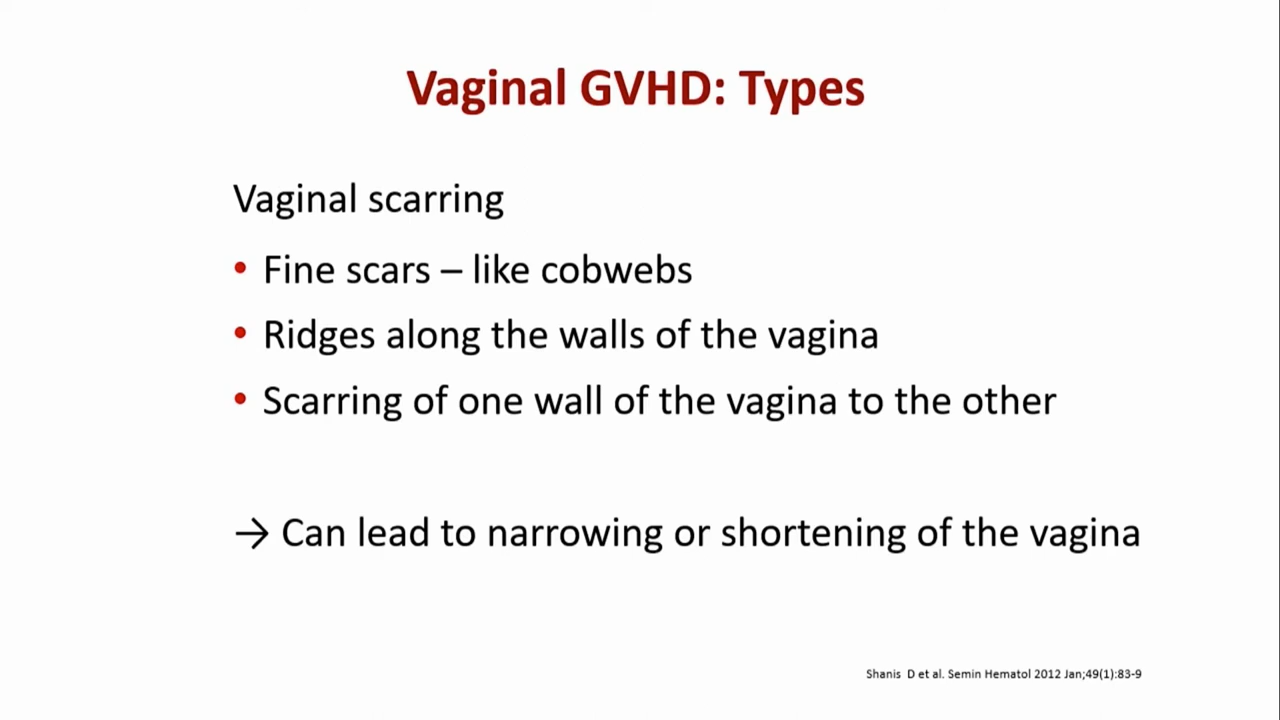 Vaginal GVHD: Types
Vaginal scarring
• Fine scars – like cobwebs
• Ridges along the walls of the vagina
• Scarring of one wall of the vagina to the other
→ Can lead to narrowing or shortening of the vagina
Shanis D et al. Semin Hematol 2012 Jan;49(1):83-9